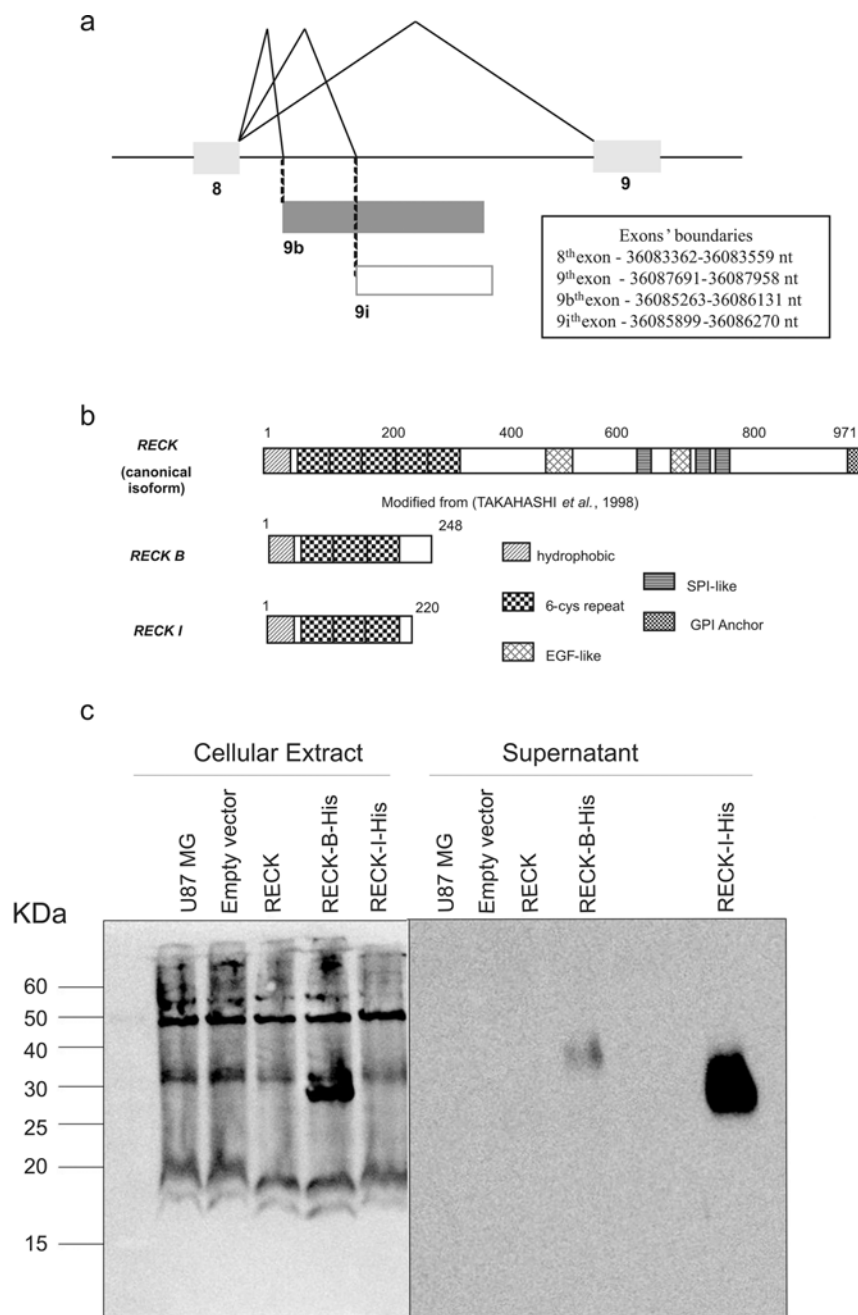 a
8
9
9b
9i
Exons' boundaries
8thexon - 36083362-36083559 nt
9thexon - 36087691-36087958 nt
9bthexon - 36085263-36086131 nt
9ithexon - 36085899-36086270 nt
b
RECK
(canonical
isoform)
1 200 400 600 800 971
Modified from (TAKAHASHI et al., 1998)
RECK B
1 248
RECK I
1 220
hydrophobic
6-cys repeat
EGF-like
SPI-like
GPI Anchor
c
Cellular Extract
Supernatant
U87 MG
Empty vector
RECK
RECK-B-His
RECK-I-His
U87 MG
Empty vector
RECK
RECK-B-His
RECK-I-His
KDa
60
50
40
30
25
20
15